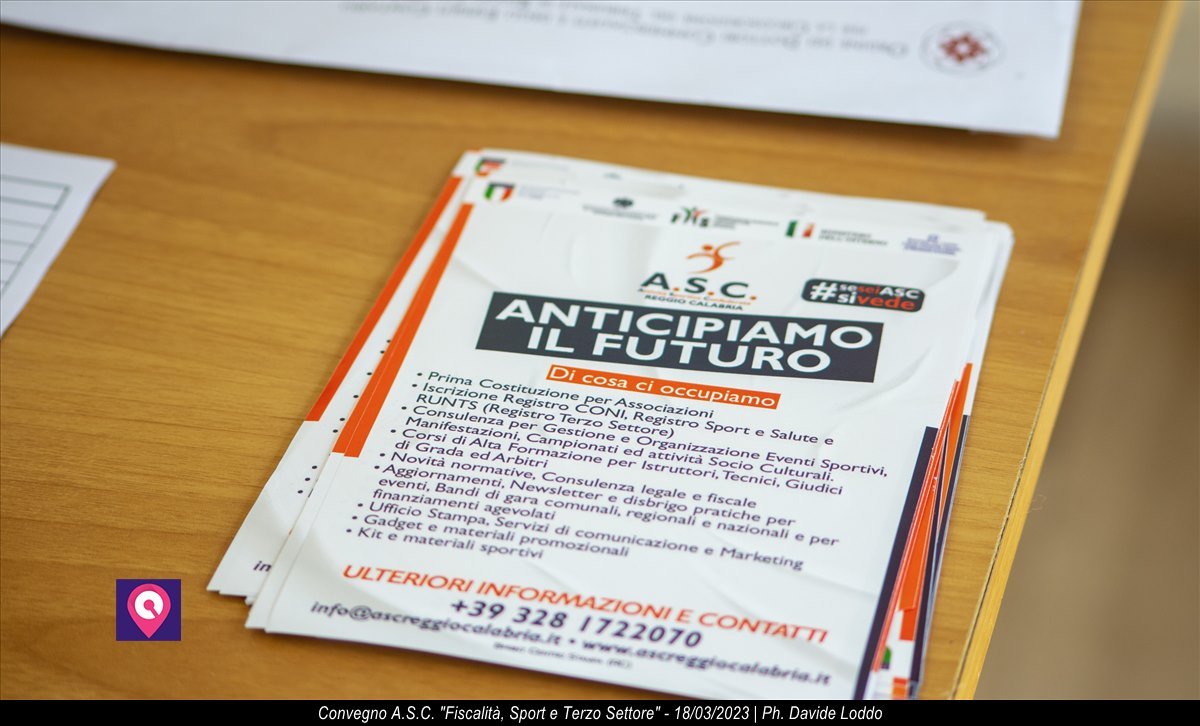 A.S.C.
REGGIO CALABRIA
#seseiASC
sivede
ANTICIPIAMO
IL FUTURO
Di cosa ci occupiamo
• Prima Costituzione per Associazioni
• Iscrizione Registro CONI, Registro Sport e Salute e
RUNTS (Registro Terzo Settore)
• Consulenza per Gestione e Organizzazione Eventi Sportivi,
Manifestazioni, Campionati ed attività Socio Culturali.
• Corsi di Alta Formazione per Istruttori, Tecnici, Giudici
di Grada ed Arbitri
• Novità normative, Consulenza legale e fiscale
• Aggiornamenti, Newsletter e disbrigo pratiche per
eventi, Bandi di gara comunali, regionali e nazionali e per
finanziamenti agevolati
• Ufficio Stampa, Servizi di comunicazione e Marketing
• Gadget e materiali promozionali
• Kit e materiali sportivi
ULTERIORI INFORMAZIONI E CONTATTI
+39 328 1722070
info@ascreggiocalabria.it • www.ascreggiocalabria.it
Convegno A.S.C. "Fiscalità, Sport e Terzo Settore" - 18/03/2023 | Ph. Davide Loddo